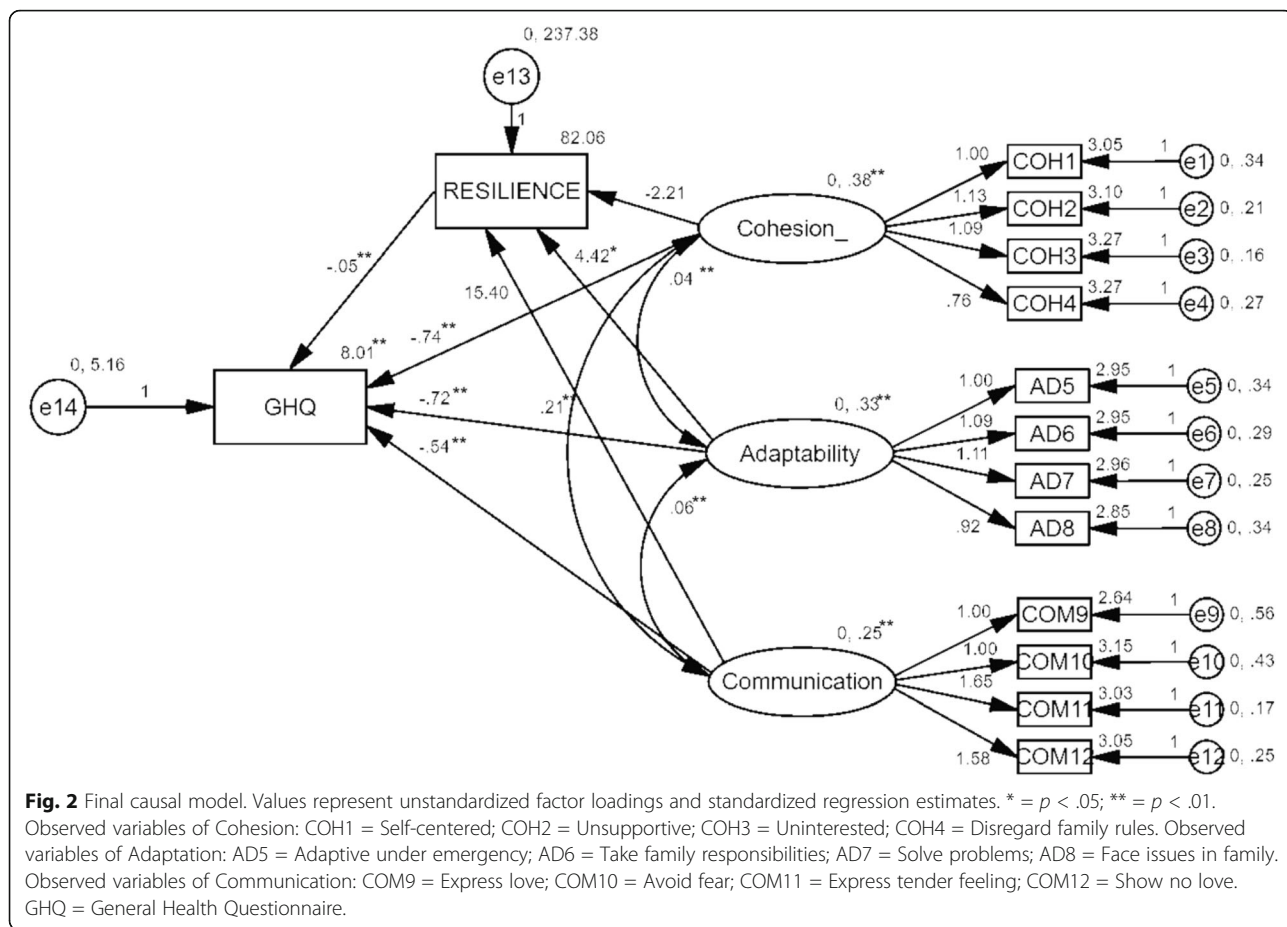 0, 237.38
e13
1
82.06
RESILIENCE
-2.21
4.42*
15.40
-.05**
-.74**
8.01**
0, 5.16
e14
1
GHQ
-.72**
-.54**
.04 **
.21**
.06**
0, .38**
Cohesion_
1.00
1.13
1.09
.76
COH1
3.05
1
e1
0, .34
COH2
3.10
1
e2
0, .21
COH3
3.27
1
e3
0, .16
COH4
3.27
1
e4
0, .27
0, .33**
Adaptability
1.00
1.09
1.11
.92
AD5
2.95
1
e5
0, .34
AD6
2.95
1
e6
0, .29
AD7
2.96
1
e7
0, .25
AD8
2.85
1
e8
0, .34
0, .25**
Communication
1.00
1.00
1.65
1.58
COM9
2.64
1
e9
0, .56
COM10
3.15
1
e10
0, .43
COM11
3.03
1
e11
0, .17
COM12
3.05
1
e12
0, .25
Fig. 2 Final causal model. Values represent unstandardized factor loadings and standardized regression estimates. * = p < .05; ** = p < .01.
Observed variables of Cohesion: COH1 = Self-centered; COH2 = Unsupportive; COH3 = Uninterested; COH4 = Disregard family rules. Observed
variables of Adaptation: AD5 = Adaptive under emergency; AD6 = Take family responsibilities; AD7 = Solve problems; AD8 = Face issues in family.
Observed variables of Communication: COM9 = Express love; COM10 = Avoid fear; COM11 = Express tender feeling; COM12 = Show no love.
GHQ = General Health Questionnaire.